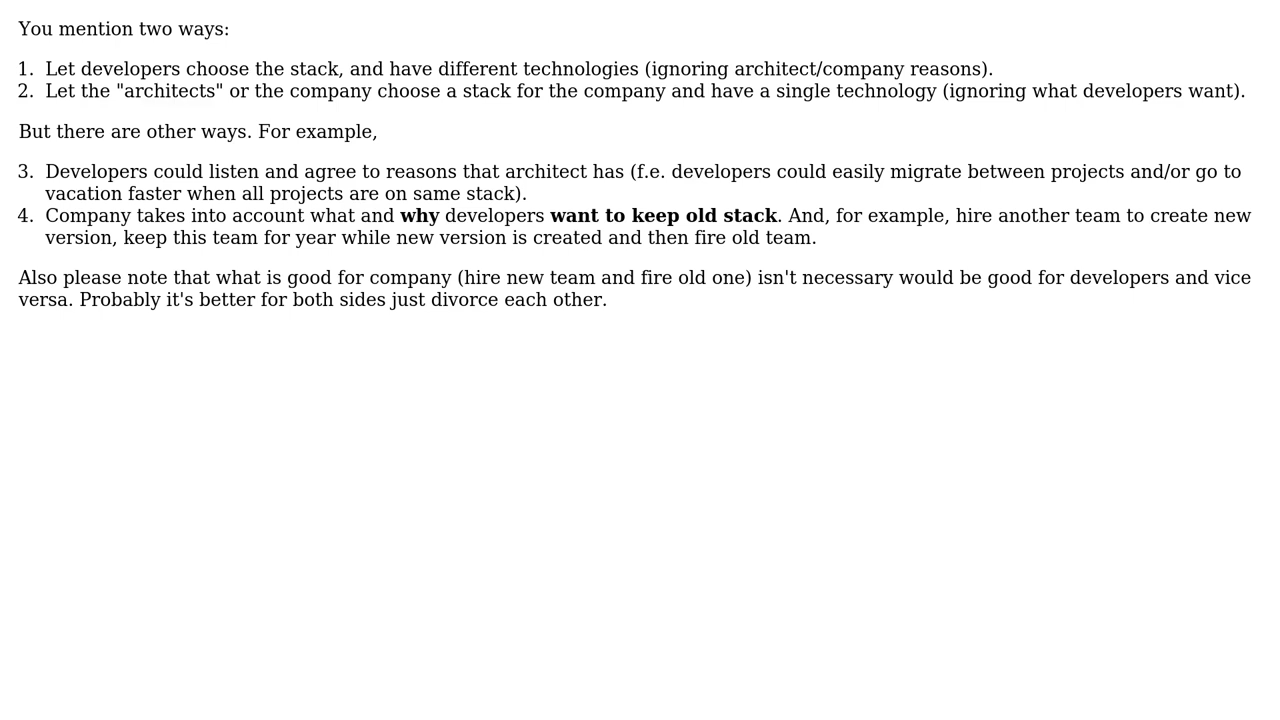 You mention two ways:
1. Let developers choose the stack, and have different technologies (ignoring architect/company reasons).
2. Let the "architects" or the company choose a stack for the company and have a single technology (ignoring what developers want).
But there are other ways. For example,
3. Developers could listen and agree to reasons that architect has (f.e. developers could easily migrate between projects and/or go to
vacation faster when all projects are on same stack).
4. Company takes into account what and why developers want to keep old stack. And, for example, hire another team to create new
version, keep this team for year while new version is created and then fire old team.
Also please note that what is good for company (hire new team and fire old one) isn't necessary would be good for developers and vice
versa. Probably it's better for both sides just divorce each other.